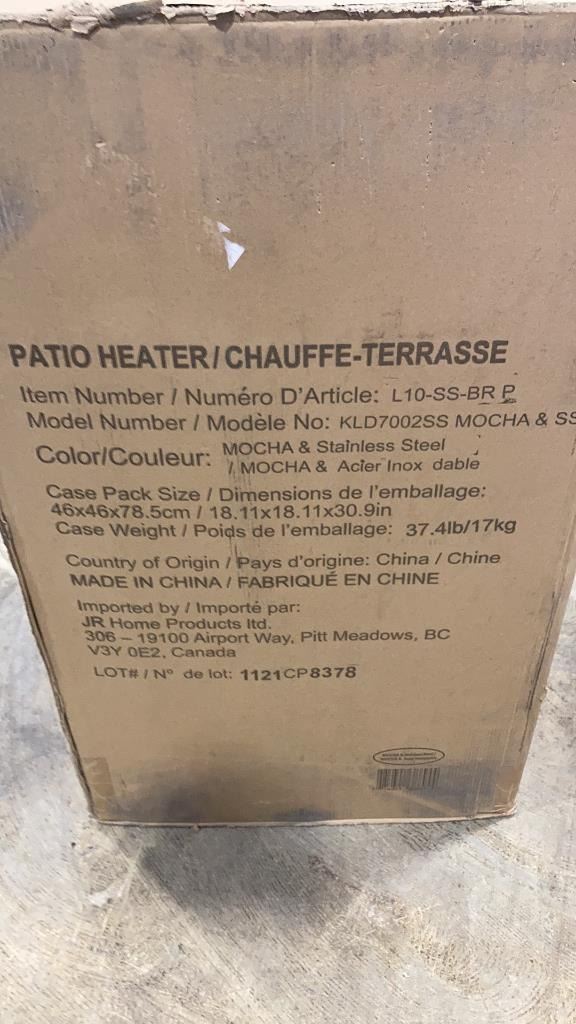 PATIO HEATER/CHAUFFE-TERRASSE
Item Number / Numéro D'Article: L10-SS-BR P
Model Number / Modèle No: KLD7002SS MOCHA & SS
Color/Couleur: MOCHA & Stainless Steel
/ MOCHA & Acier Inox dable
Case Pack Size / Dimensions de l'emballage:
46x46x78.5cm / 18.11x18.11x30.9in
Case Weight / Poids de l'emballage: 37.4lb/17kg
Country of Origin / Pays d'origine: China / Chine
MADE IN CHINA / FABRIQUÉ EN CHINE
Imported by / Importé par:
JR Home Products ltd.
306 – 19100 Airport Way, Pitt Meadows, BC
V3Y 0E2, Canada
LOT# / Nº de lot: 1121CP8378